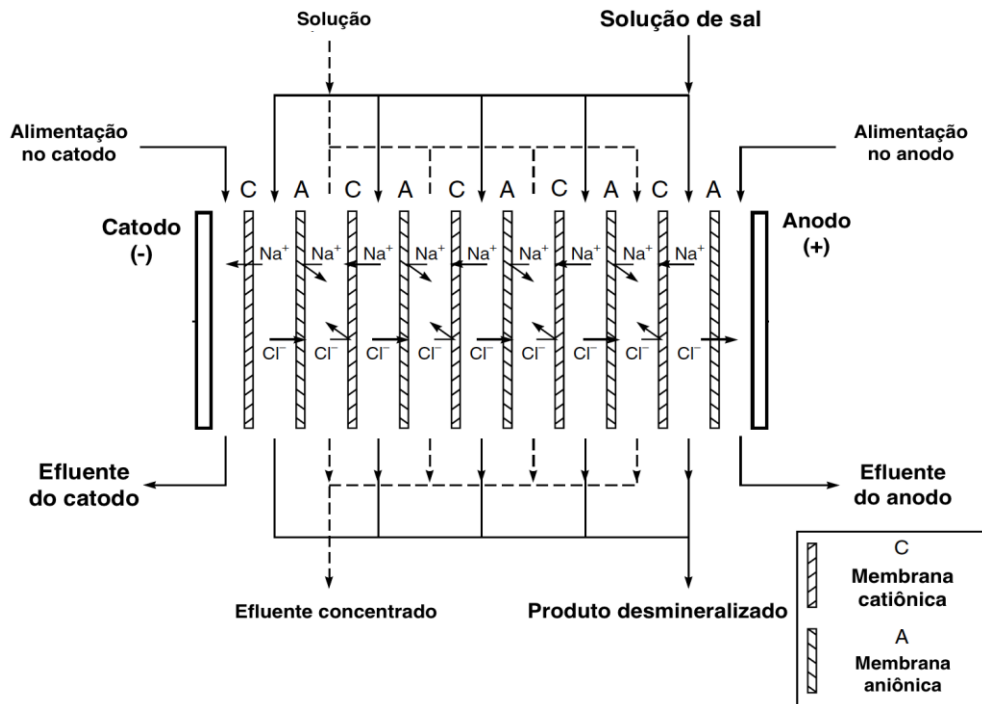 Solução
Solução de sal
Alimentação
no catodo
Alimentação
no anodo
C A C A C A C A C A
Catodo
(-)
Anodo
(+)
Na⁺ Na⁺ Na⁺ Na⁺ Na⁺ Na⁺ Na⁺ Na⁺ Na⁺
Cl⁻ Cl⁻ Cl⁻ Cl⁻ Cl⁻ Cl⁻ Cl⁻ Cl⁻ Cl⁻
Efluente
do catodo
Efluente
do anodo
Efluente concentrado
Produto desmineralizado
C
Membrana
catiônica
A
Membrana
aniônica